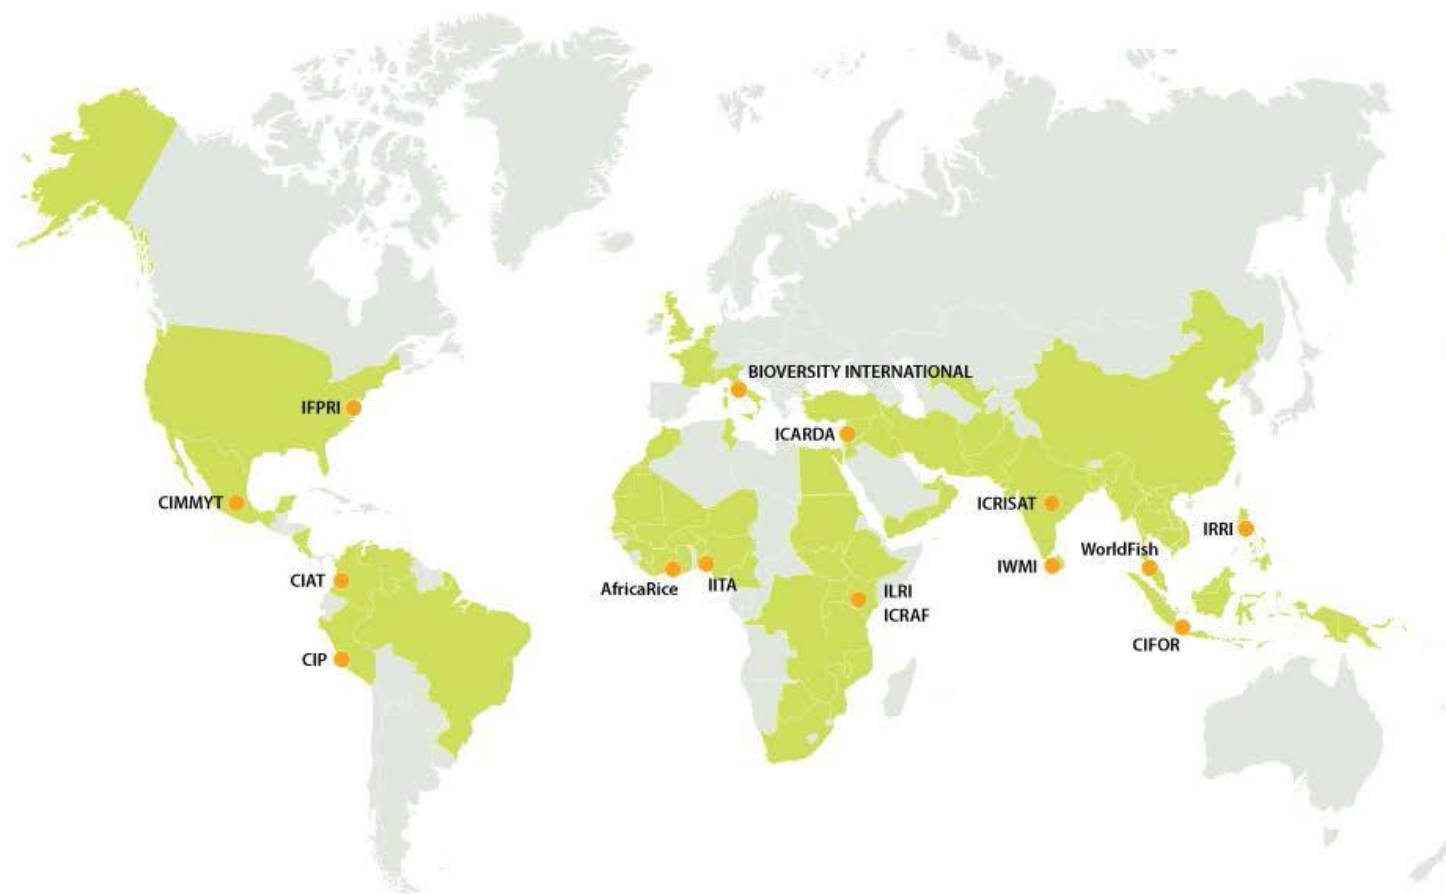 BIOVERSITY INTERNATIONAL
IFPRI
ICARDA
CIMMYT
ICRISAT
IRRI
WorldFish
IWMI
CIAT
AfricaRice
IITA
ILRI
ICRAF
CIFOR
CIP